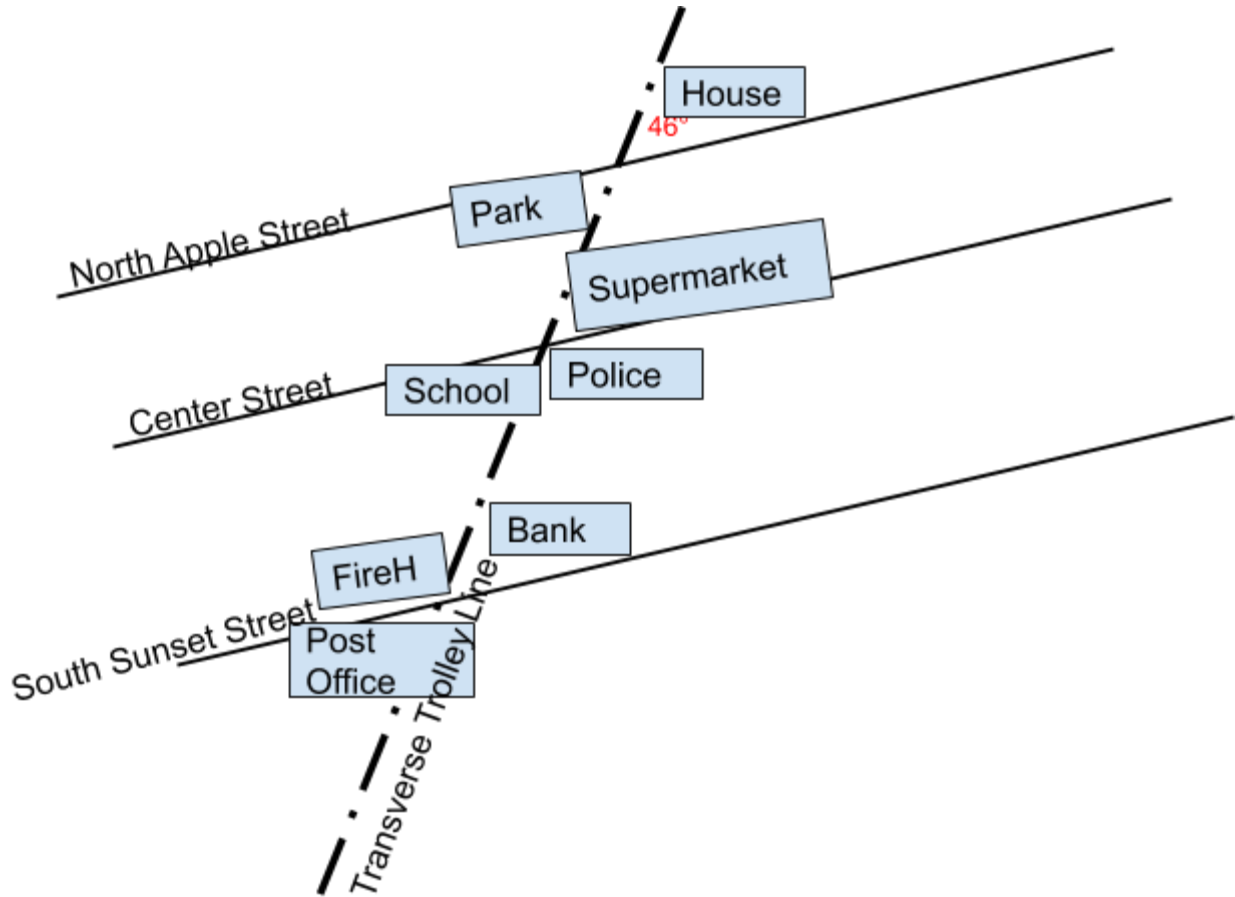 House
46°
Park
North Apple Street
Supermarket
Police
School
Center Street
Bank
FireH
South Sunset Street
Post
Office
Transverse Trolley Line